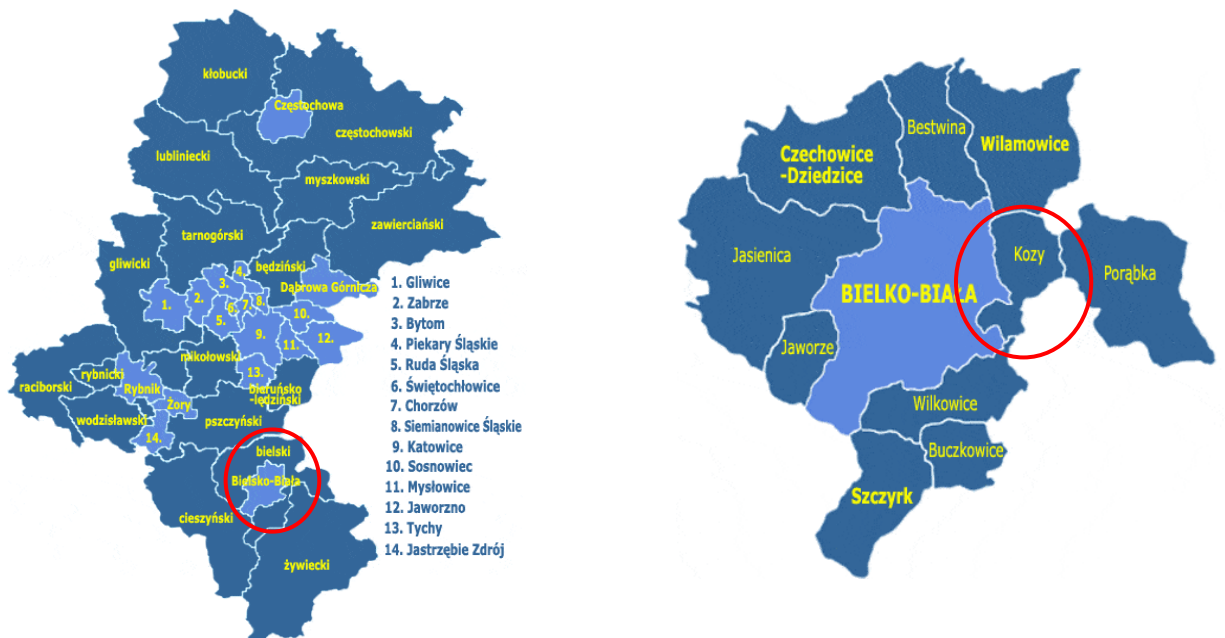 kłobucki
Częstochowa
częstochowski
lubliniecki
myszkowski
zawierciański
tarnogórski
gliwicki
będziński
Dąbrowa Górnicza
4.
3.
1.
2.
6.
7.
8.
5.
10.
9.
11.
12.
mikołowski
13.
rybnicki
raciborski
Rybnik
bieruńsko
-lędziński
Żory
wodzisławski
pszczyński
14.
bielski
Bielsko-Biała
cieszyński
żywiecki
1. Gliwice
2. Zabrze
3. Bytom
4. Piekary Śląskie
5. Ruda Śląska
6. Świętochłowice
7. Chorzów
8. Siemianowice Śląskie
9. Katowice
10. Sosnowiec
11. Mysłowice
12. Jaworzno
13. Tychy
14. Jastrzębie Zdrój
Bestwina
Wilamowice
Czechowice
-Dziedzice
Jasienica
Kozy
Porąbka
BIELKO-BIAŁA
Jaworze
Wilkowice
Buczkowice
Szczyrk